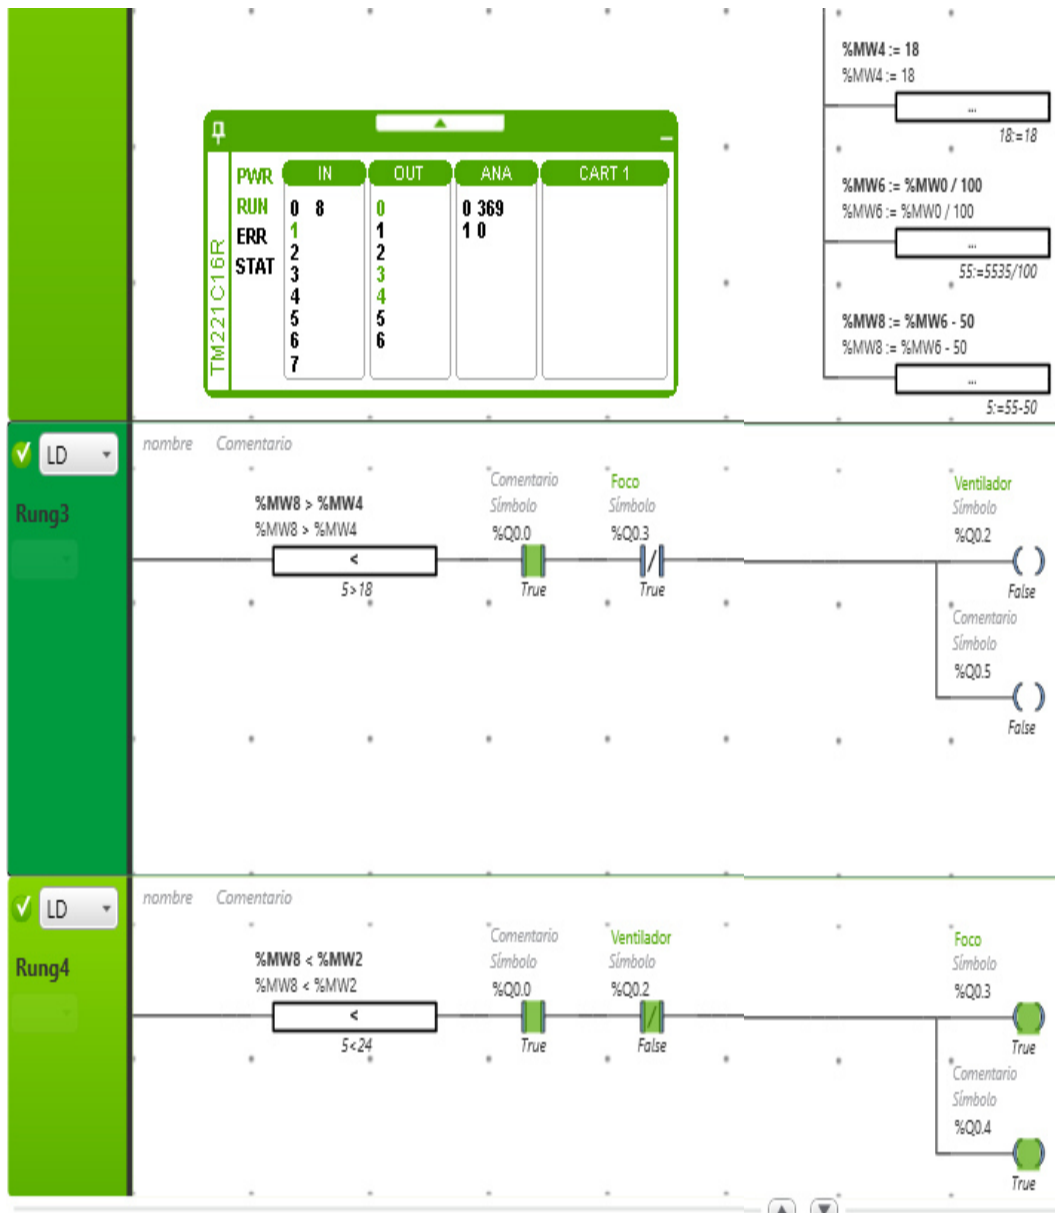 %MW4 := 18
%MW4 := 18
...
18:=18
%MW6 := %MW0 / 100
%MW6 := %MW0 / 100
...
55:=5535/100
%MW8 := %MW6 - 50
%MW8 := %MW6 - 50
...
5:=55-50
TM221C16R
PWR
RUN
ERR
STAT
IN
0 8
1
2
3
4
5
6
7
OUT
0
1
2
3
4
5
6
ANA
0 369
1 0
CART 1
LD
Rung3
nombre Comentario
%MW8 > %MW4
%MW8 > %MW4
<
5>18
Comentario
Símbolo
%Q0.0
True
Foco
Símbolo
%Q0.3
True
Ventilador
Símbolo
%Q0.2
False
Comentario
Símbolo
%Q0.5
False
LD
Rung4
nombre Comentario
%MW8 < %MW2
%MW8 < %MW2
<
5<24
Comentario
Símbolo
%Q0.0
True
Ventilador
Símbolo
%Q0.2
False
Foco
Símbolo
%Q0.3
True
Comentario
Símbolo
%Q0.4
True